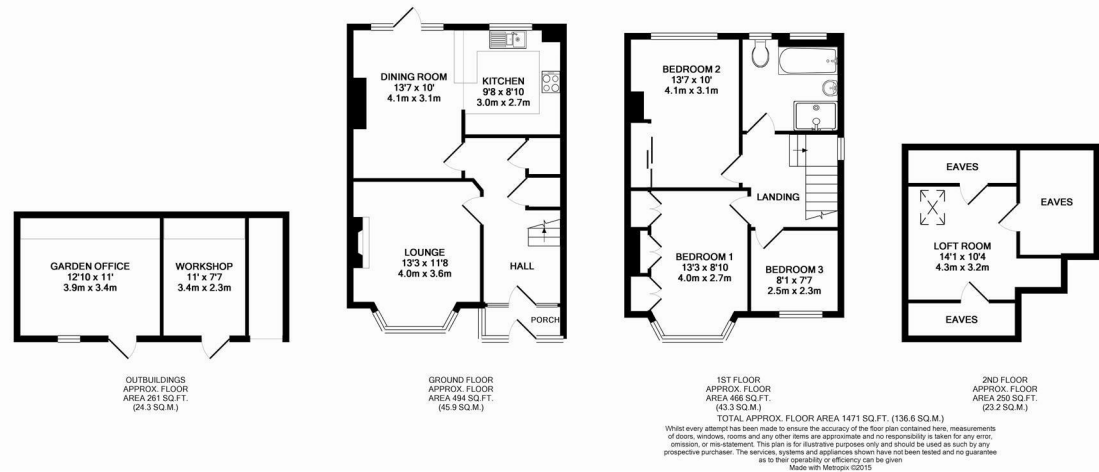 GARDEN OFFICE
12'10 x 11'
3.9m x 3.4m
WORKSHOP
11' x 7'7
3.4m x 2.3m
OUTBUILDINGS
APPROX. FLOOR
AREA 261 SQ.FT.
(24.3 SQ.M.)
DINING ROOM
13'7 x 10'
4.1m x 3.1m
KITCHEN
9'8 x 8'10
3.0m x 2.7m
LOUNGE
13'3 x 11'8
4.0m x 3.6m
HALL
PORCH
GROUND FLOOR
APPROX. FLOOR
AREA 494 SQ.FT.
(45.9 SQ.M.)
BEDROOM 2
13'7 x 10'
4.1m x 3.1m
LANDING
BEDROOM 1
13'3 x 8'10
4.0m x 2.7m
BEDROOM 3
8'1 x 7'7
2.5m x 2.3m
1ST FLOOR
APPROX. FLOOR
AREA 466 SQ.FT.
(43.3 SQ.M.)
EAVES
EAVES
LOFT ROOM
14'1 x 10'4
4.3m x 3.2m
EAVES
2ND FLOOR
APPROX. FLOOR
AREA 250 SQ.FT.
(23.2 SQ.M.)
TOTAL APPROX. FLOOR AREA 1471 SQ.FT. (136.6 SQ.M.)
Whilst every attempt has been made to ensure the accuracy of the floor plan contained here, measurements
of doors, windows, rooms and any other items are approximate and no responsibility is taken for any error,
omission, or mis-statement. This plan is for illustrative purposes only and should be used as such by any
prospective purchaser. The services, systems and appliances shown have not been tested and no guarantee
as to their operability or efficiency can be given
Made with Metropix ©2015